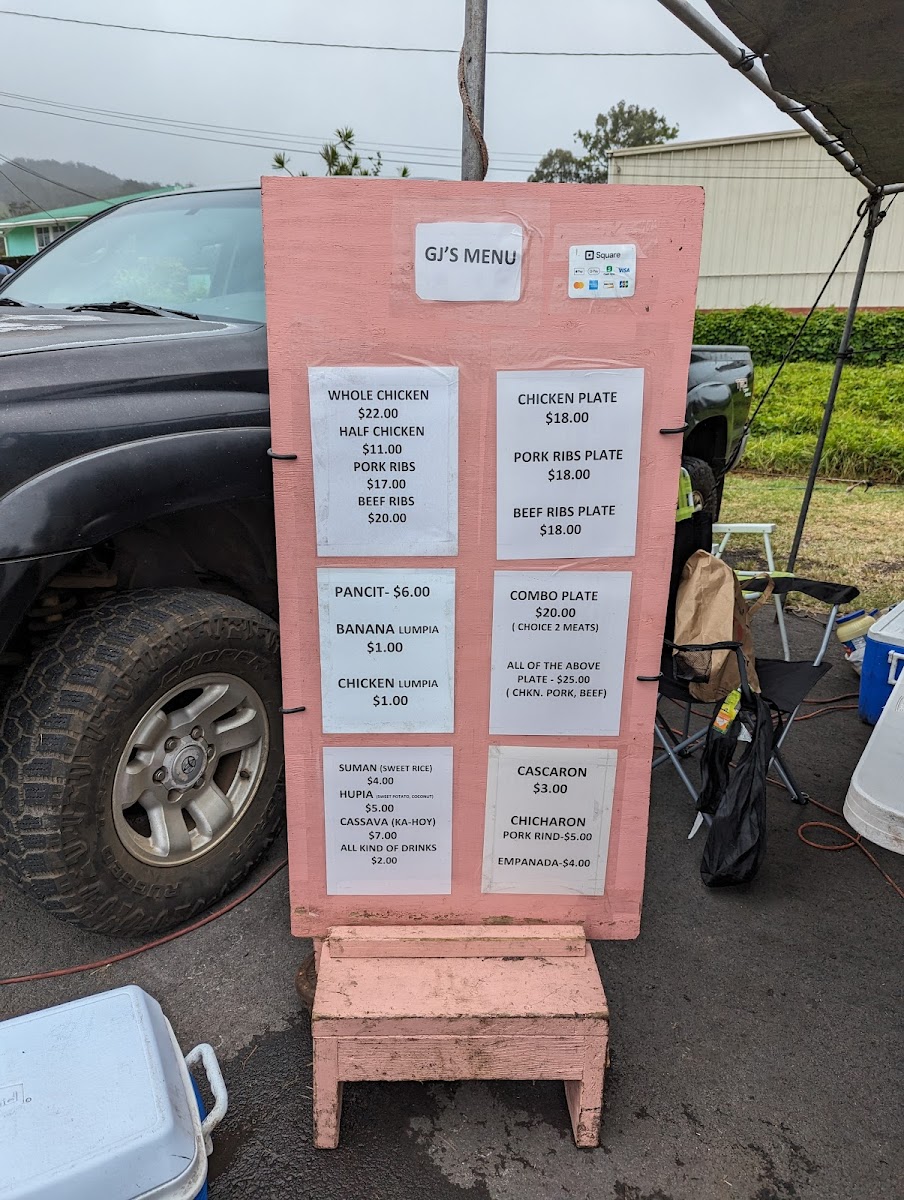 GJ'S MENU
Square
VISA
WHOLE CHICKEN
$22.00
HALF CHICKEN
$11.00
PORK RIBS
$17.00
BEEF RIBS
$20.00
CHICKEN PLATE
$18.00
PORK RIBS PLATE
$18.00
BEEF RIBS PLATE
$18.00
PANCIT- $6.00
BANANA LUMPIA
$1.00
CHICKEN LUMPIA
$1.00
COMBO PLATE
$20.00
( CHOICE 2 MEATS)
ALL OF THE ABOVE
PLATE - $25.00
( CHKN. PORK, BEEF)
SUMAN (SWEET RICE)
$4.00
HUPIA (SWEET POTATO, COCONUT)
$5.00
CASSAVA (KA-HOY)
$7.00
ALL KIND OF DRINKS
$2.00
CASCARON
$3.00
CHICHARON
PORK RIND-$5.00
EMPANADA-$4.00
COOPER